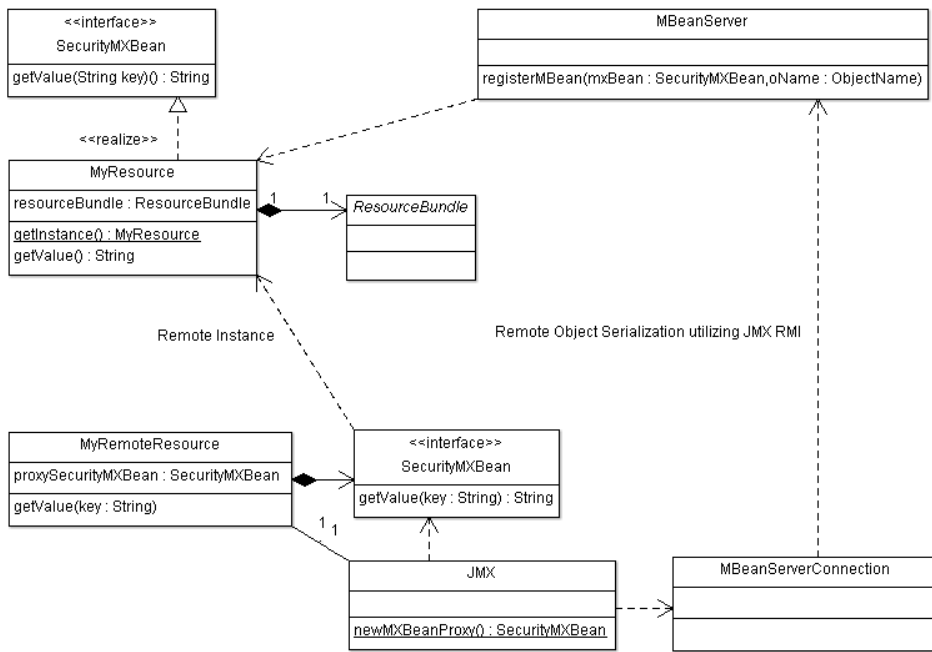 <<interface>>
SecurityMXBean
getValue(String key)() : String
MBeanServer
registerMBean(mxBean : SecurityMXBean,oName : ObjectName)
<<realize>>
MyResource
resourceBundle : ResourceBundle
getInstance() : MyResource
getValue() : String
1
1
ResourceBundle
Remote Instance
Remote Object Serialization utilizing JMX RMI
MyRemoteResource
proxySecurityMXBean : SecurityMXBean
getValue(key : String)
<<interface>>
SecurityMXBean
getValue(key : String) : String
1
1
JMX
newMXBeanProxy() : SecurityMXBean
MBeanServerConnection